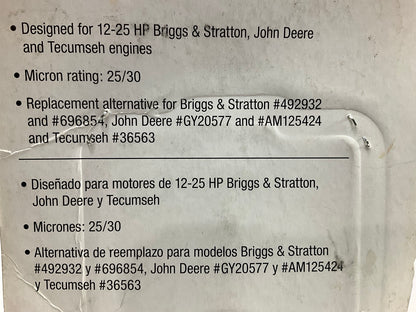 • Designed for 12-25 HP Briggs & Stratton, John Deere
and Tecumseh engines
• Micron rating: 25/30
• Replacement alternative for Briggs & Stratton #492932
and #696854, John Deere #GY20577 and #AM125424
and Tecumseh #36563
• Diseñado para motores de 12-25 HP Briggs & Stratton,
John Deere y Tecumseh
• Micrones: 25/30
• Alternativa de reemplazo para modelos Briggs & Stratton
#492932 y #696854, John Deere #GY20577 y #AM125424
y Tecumseh #36563